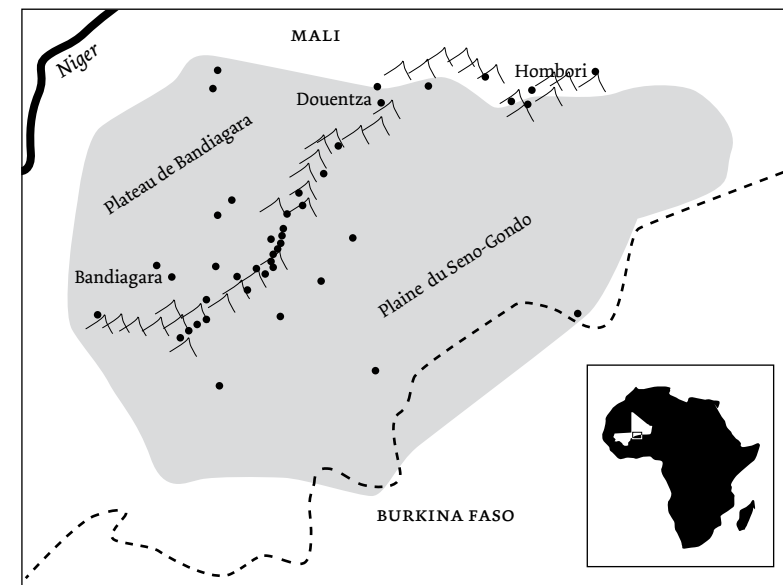 MALI
Niger
Hombori
Douentza
Plateau de Bandiagara
Plaine du Seno-Gondo
Bandiagara
BURKINA FASO